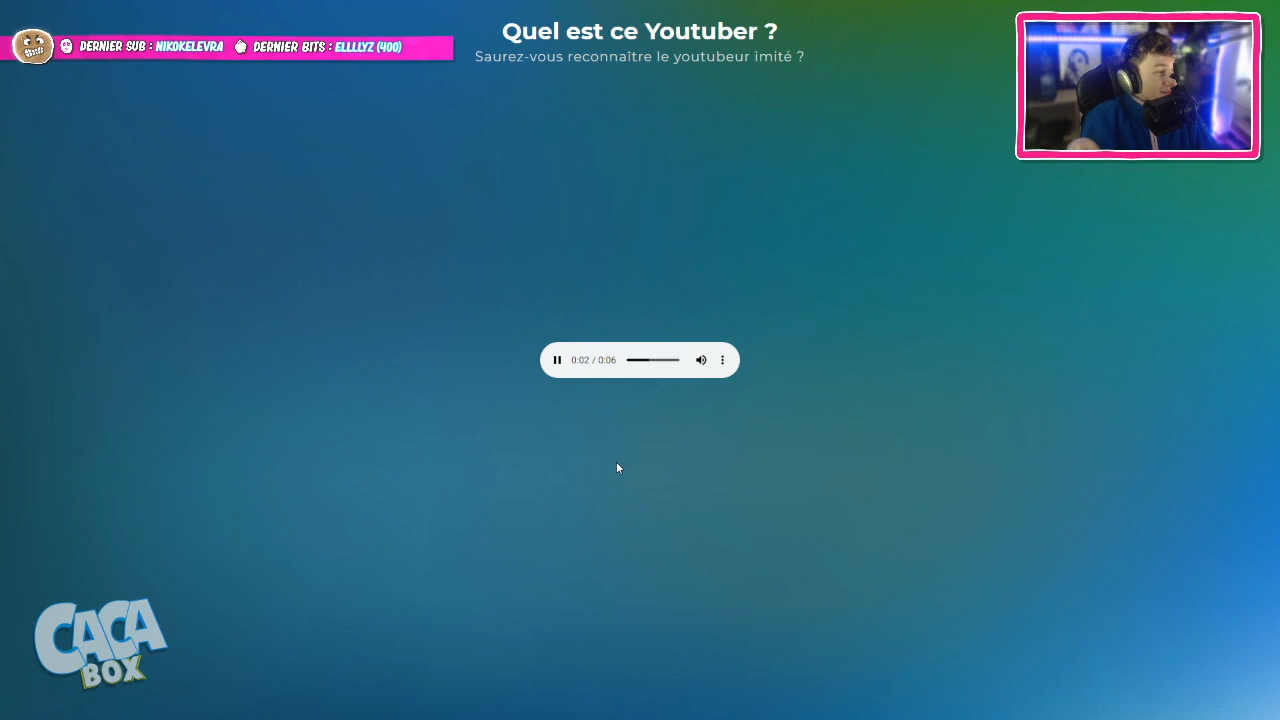 Quel est ce Youtuber ?
Saurez-vous reconnaître le youtubeur imité ?
DERNIER SUB : NIKOKELEVRA DERNIER BITS : ELLLLYZ (400)
0:02 / 0:06
CACA
BOX